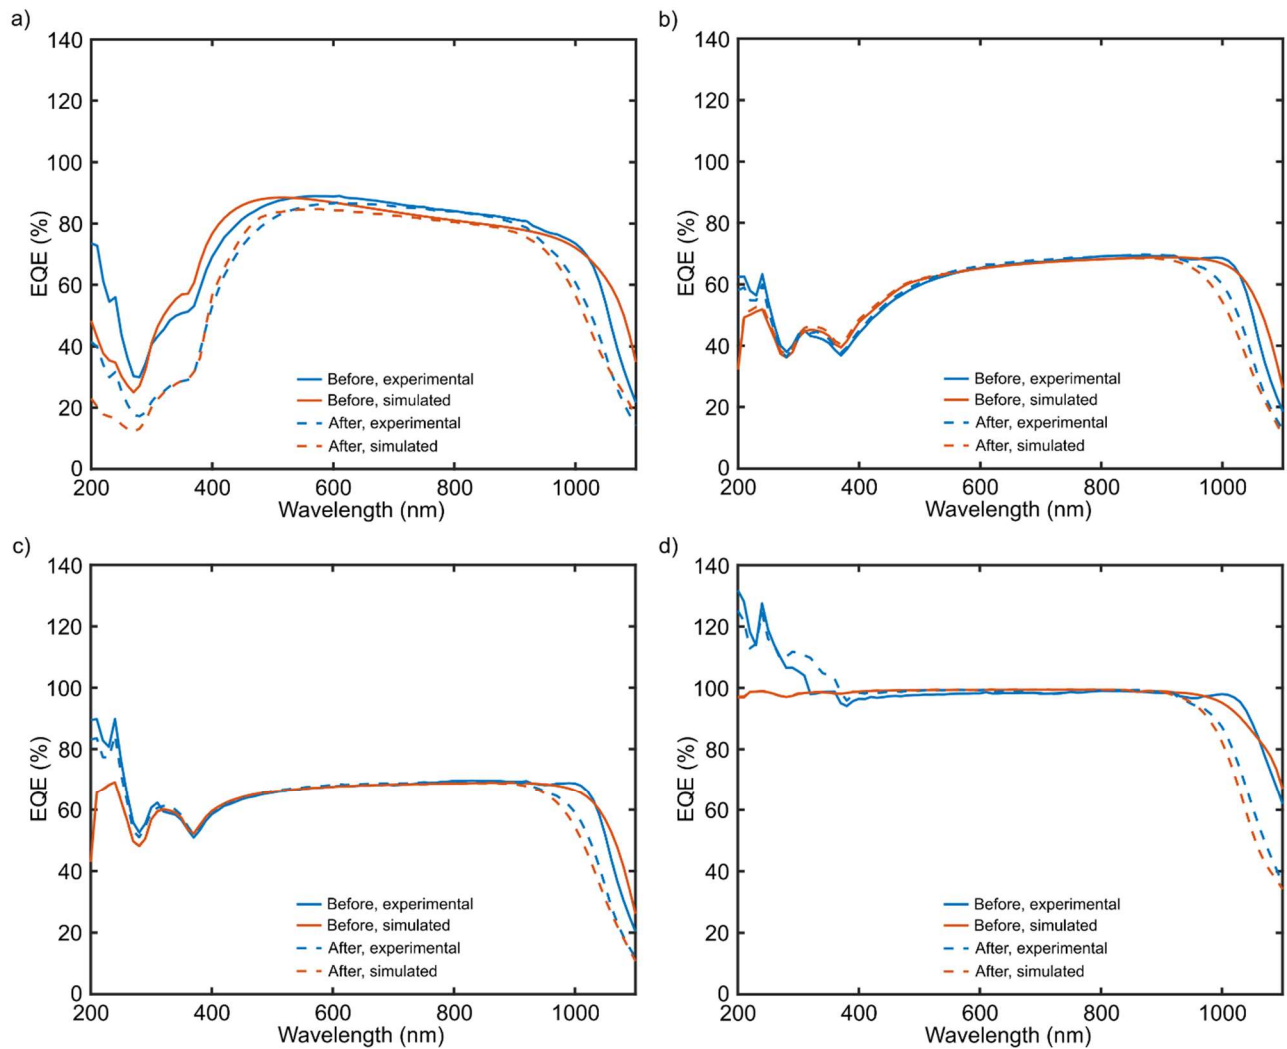 a)
140
120
100
80
60
40
20
0
EQE (%)
Before, experimental
Before, simulated
After, experimental
After, simulated
200 400 600 800 1000
Wavelength (nm)
b)
140
120
100
80
60
40
20
0
EQE (%)
Before, experimental
Before, simulated
After, experimental
After, simulated
200 400 600 800 1000
Wavelength (nm)
c)
140
120
100
80
60
40
20
0
EQE (%)
Before, experimental
Before, simulated
After, experimental
After, simulated
200 400 600 800 1000
Wavelength (nm)
d)
140
120
100
80
60
40
20
0
EQE (%)
Before, experimental
Before, simulated
After, experimental
After, simulated
200 400 600 800 1000
Wavelength (nm)